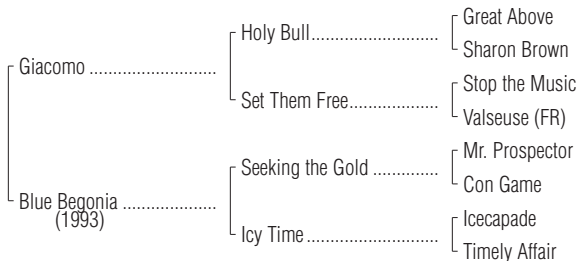 Great Above
Holy Bull
Sharon Brown
Giacomo
Stop the Music
Set Them Free
Valseuse (FR)
Mr. Prospector
Seeking the Gold
Con Game
Blue Begonia
(1993)
Icecapade
Icy Time
Timely Affair